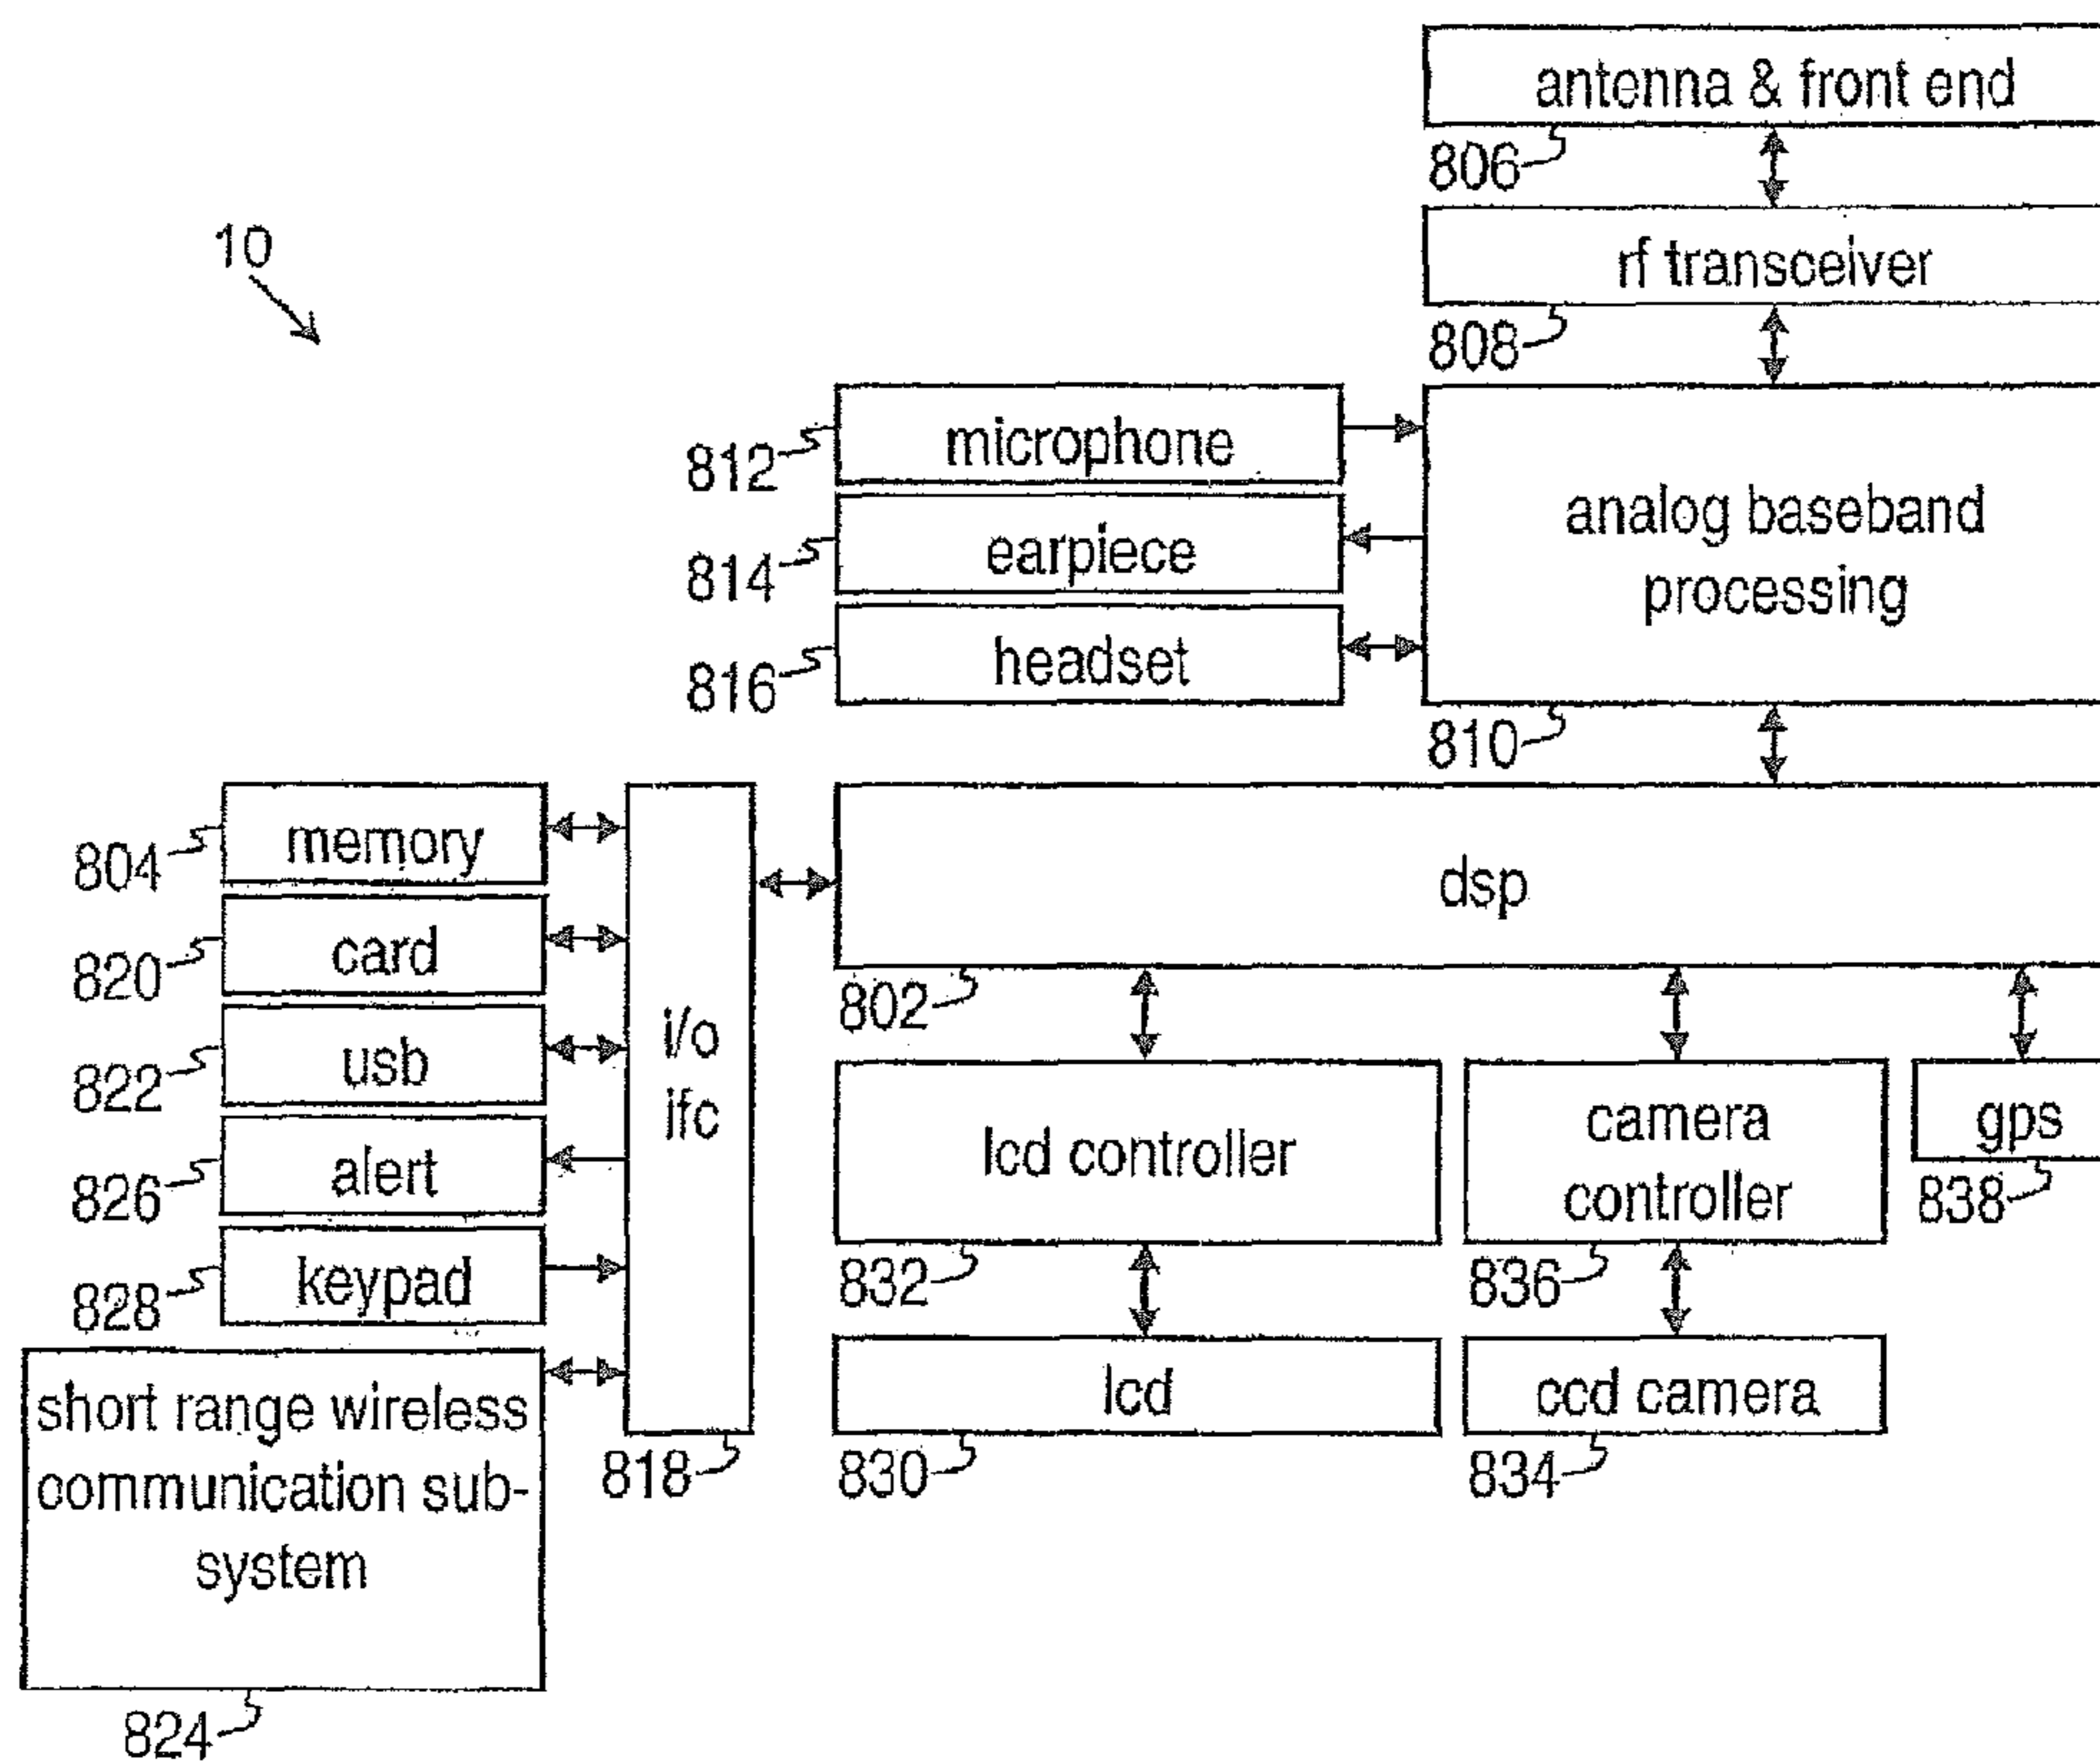 antenna & front end
806
10
rf transceiver
808
microphone
812
analog baseband
processing
earpiece
814
headset
816
810
memory
804
dsp
card
820
802
i/o
ifc
usb
822
lcd controller
camera
controller
gps
838
alert
826
keypad
828
832
836
short range wireless
communication sub-
system
lcd
ccd camera
818
830
834
824